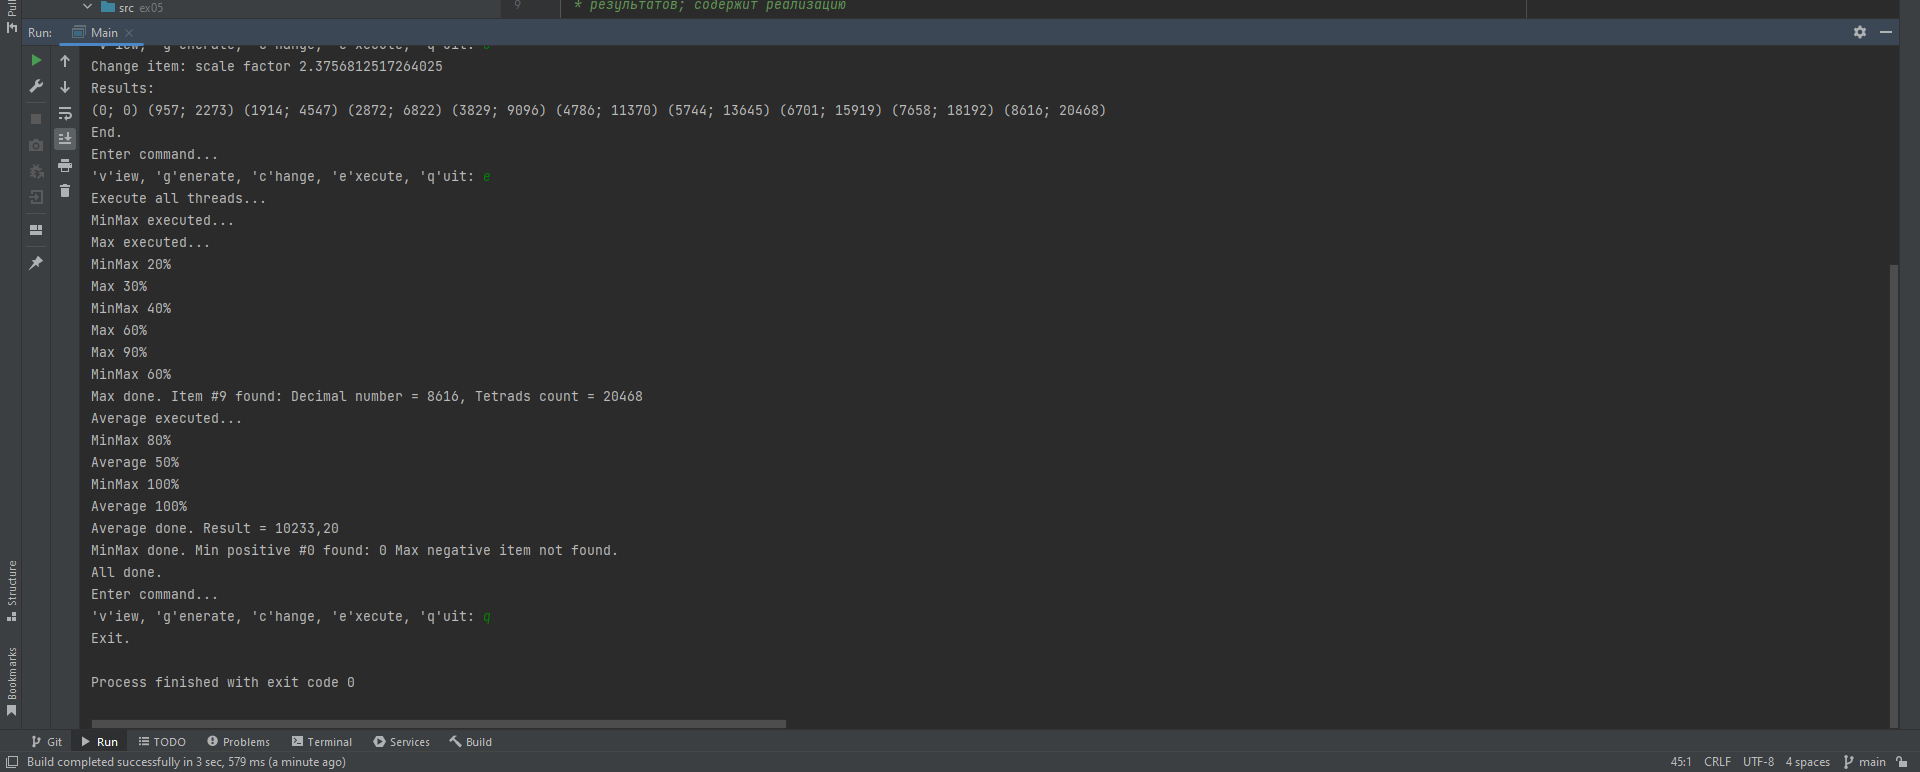 src ex05
9 * результатов; содержит реализацию
Pull
Run: Main
'v'iew, 'g'enerate, 'c'hange, 'e'xecute, 'q'uit:
Change item: scale factor 2.3756812517264025
Results:
(0; 0) (957; 2273) (1914; 4547) (2872; 6822) (3829; 9096) (4786; 11370) (5744; 13645) (6701; 15919) (7658; 18192) (8616; 20468)
End.
Enter command...
'v'iew, 'g'enerate, 'c'hange, 'e'xecute, 'q'uit: e
Execute all threads...
MinMax executed...
Max executed...
MinMax 20%
Max 30%
MinMax 40%
Max 60%
Max 90%
MinMax 60%
Max done. Item #9 found: Decimal number = 8616, Tetrads count = 20468
Average executed...
MinMax 80%
Average 50%
MinMax 100%
Average 100%
Average done. Result = 10233,20
MinMax done. Min positive #0 found: 0 Max negative item not found.
All done.
Enter command...
'v'iew, 'g'enerate, 'c'hange, 'e'xecute, 'q'uit: q
Exit.
Process finished with exit code 0
Structure
Bookmarks
Git Run TODO Problems Terminal Services Build
Build completed successfully in 3 sec, 579 ms (a minute ago) 45:1 CRLF UTF-8 4 spaces main